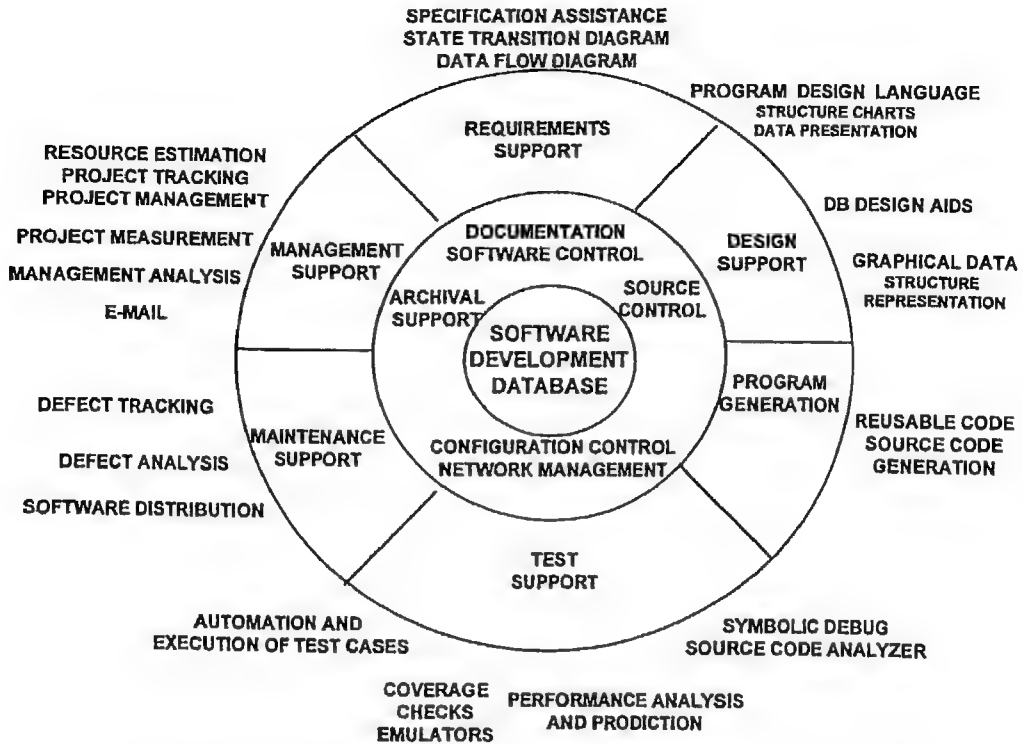 SPECIFICATION ASSISTANCE
STATE TRANSITION DIAGRAM
DATA FLOW DIAGRAM
PROGRAM DESIGN LANGUAGE
STRUCTURE CHARTS
DATA PRESENTATION
REQUIREMENTS
SUPPORT
RESOURCE ESTIMATION
PROJECT TRACKING
PROJECT MANAGEMENT
PROJECT MEASUREMENT
MANAGEMENT ANALYSIS
E-MAIL
MANAGEMENT
SUPPORT
DOCUMENTATION
SOFTWARE CONTROL
ARCHIVAL
SUPPORT
SOURCE
CONTROL
DESIGN
SUPPORT
DB DESIGN AIDS
GRAPHICAL DATA
STRUCTURE
REPRESENTATION
SOFTWARE
DEVELOPMENT
DATABASE
PROGRAM
GENERATION
REUSABLE CODE
SOURCE CODE
GENERATION
DEFECT TRACKING
DEFECT ANALYSIS
SOFTWARE DISTRIBUTION
MAINTENANCE
SUPPORT
CONFIGURATION CONTROL
NETWORK MANAGEMENT
TEST
SUPPORT
AUTOMATION AND
EXECUTION OF TEST CASES
SYMBOLIC DEBUG
SOURCE CODE ANALYZER
COVERAGE
CHECKS
EMULATORS
PERFORMANCE ANALYSIS
AND PRODICTION